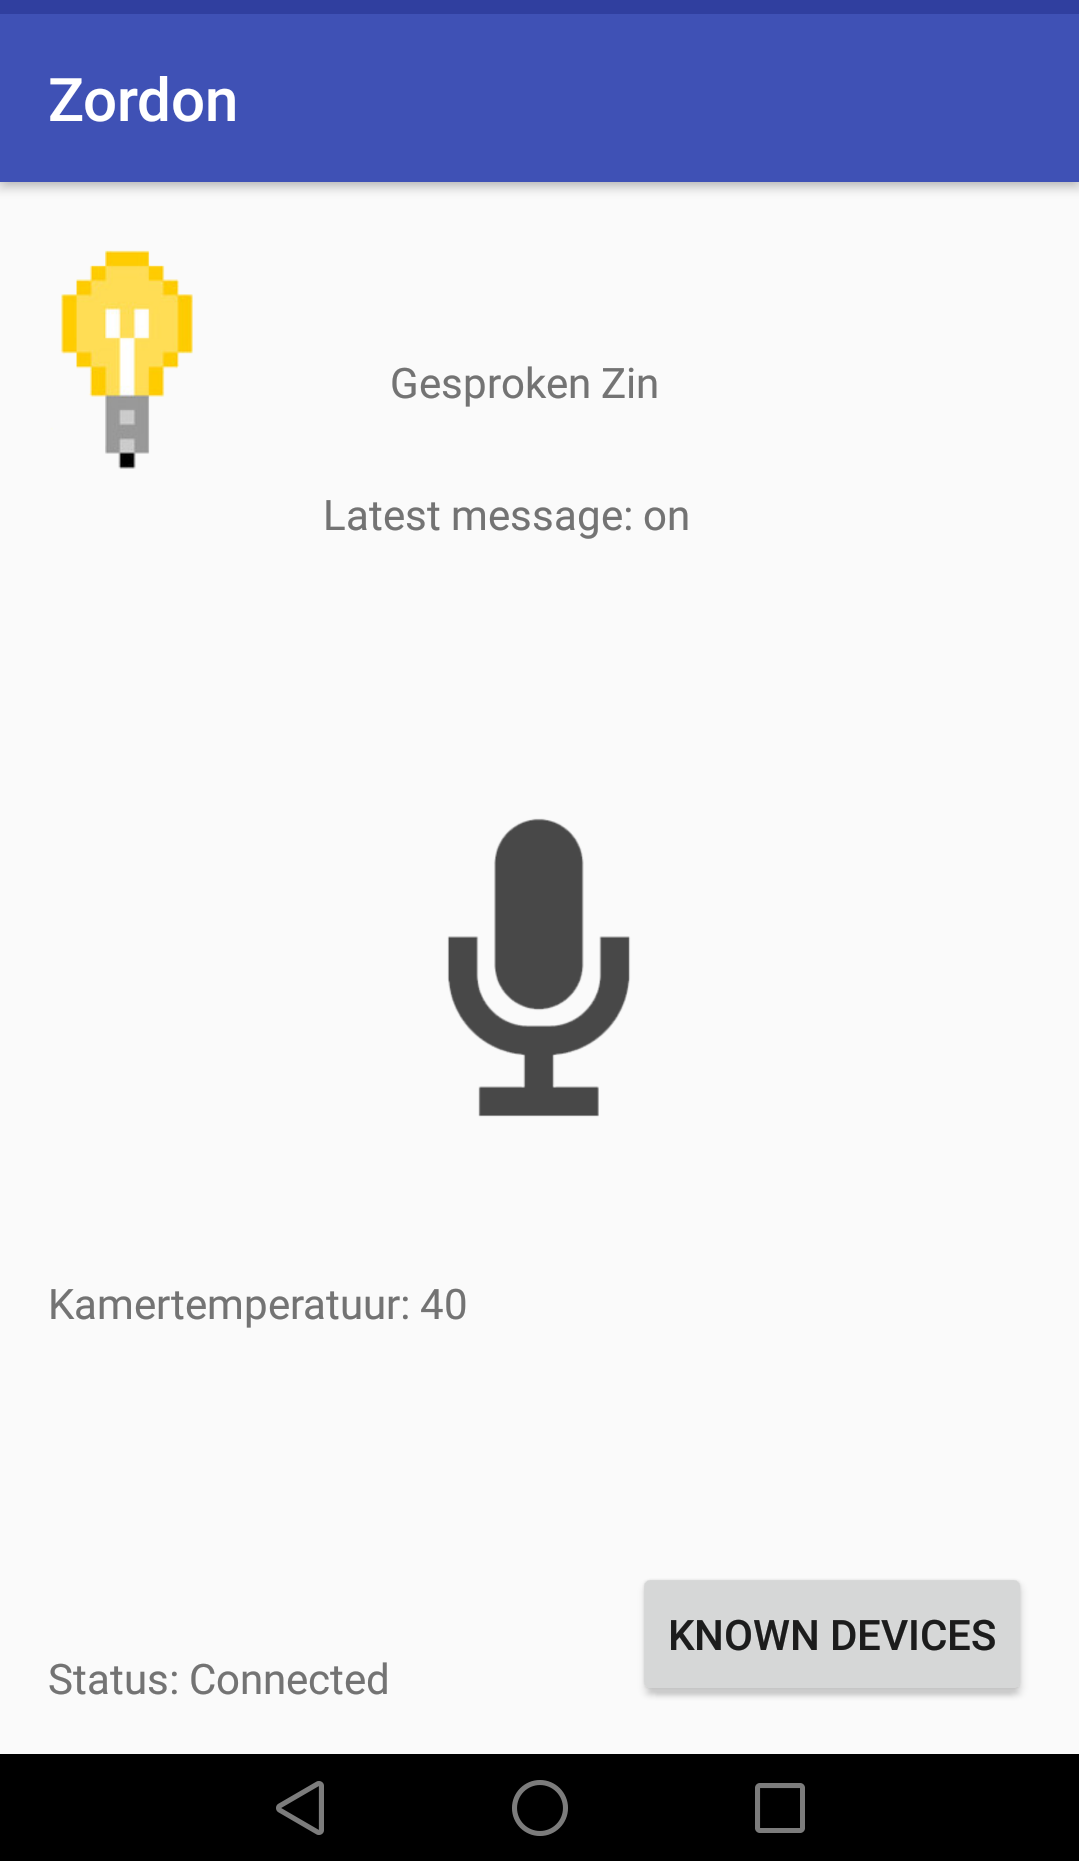 Zordon
Gesproken Zin
Latest message: on
Kamertemperatuur: 40
KNOWN DEVICES
Status: Connected